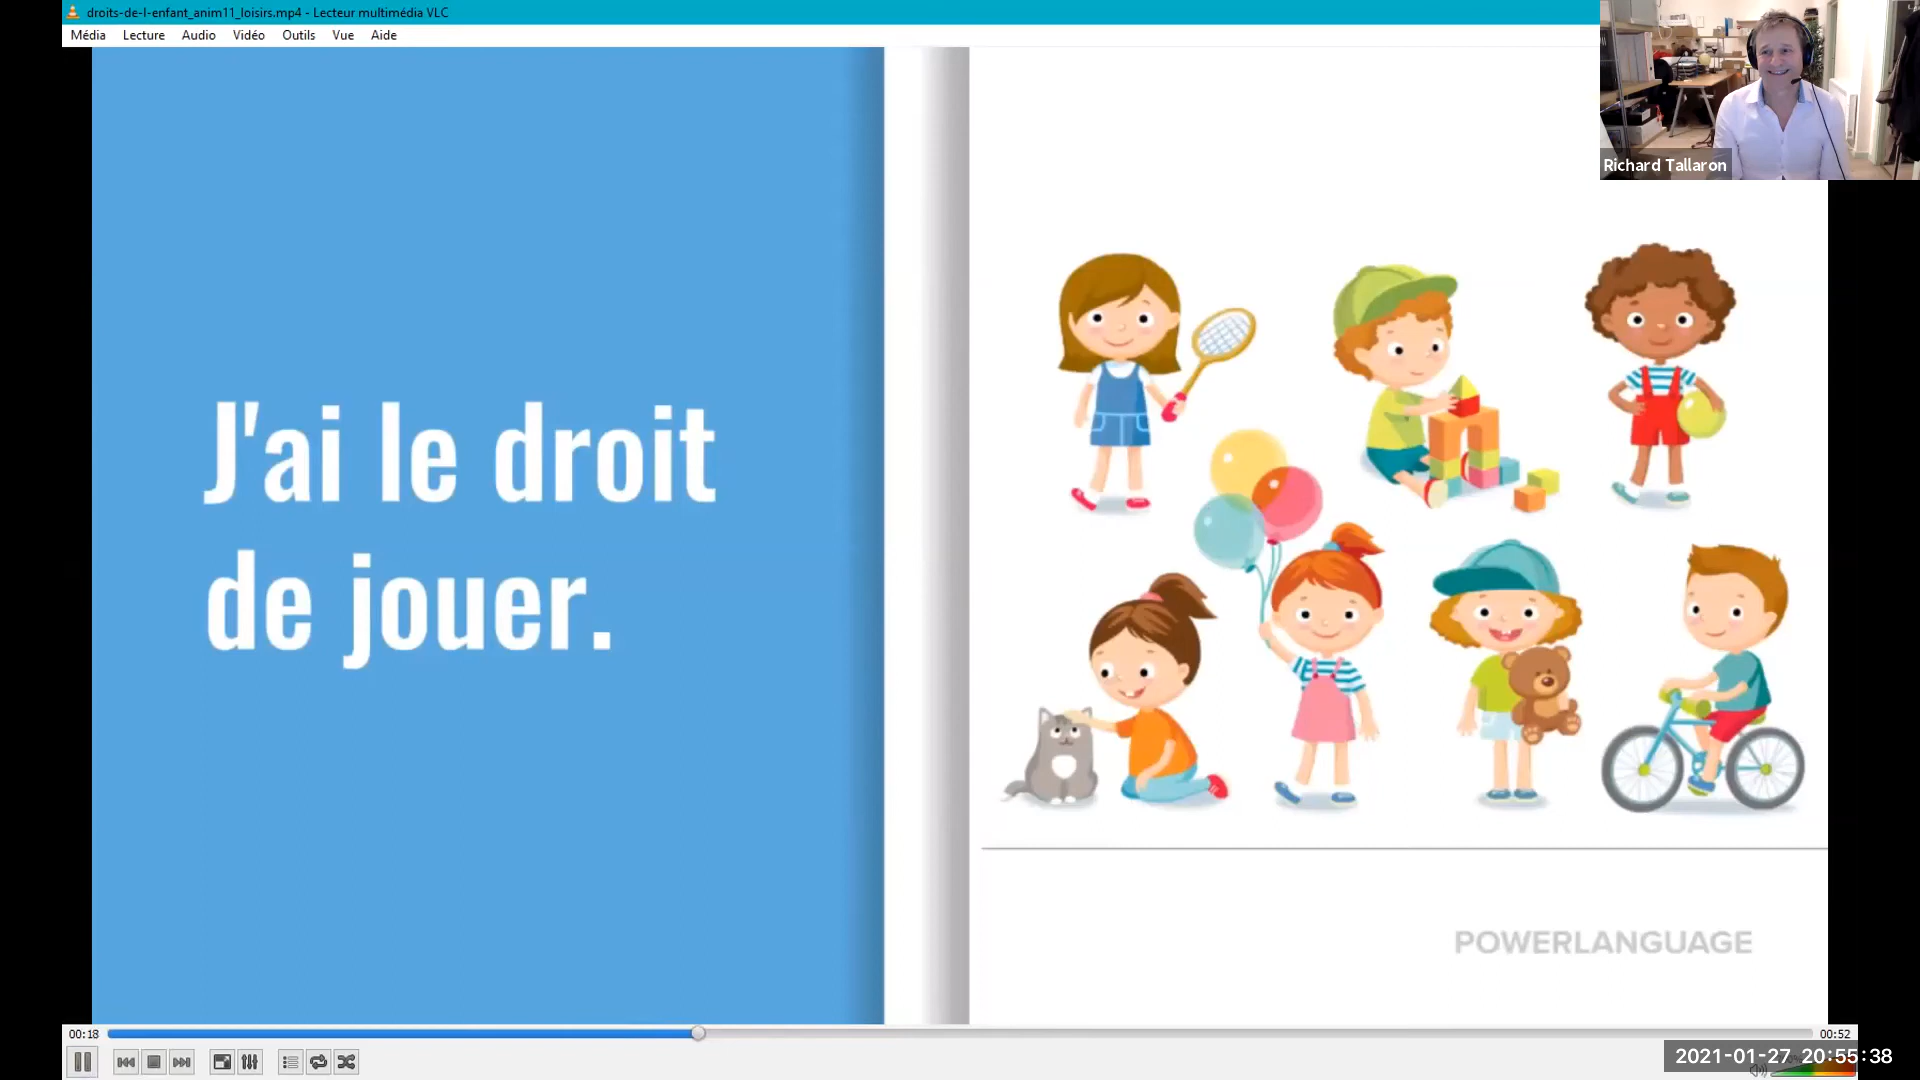 droits-de-l-enfant_anim11_loisirs.mp4 - Lecteur multimédia VLC
Média Lecture Audio Vidéo Outils Vue Aide
Richard Tallaron
J'ai le droit
de jouer.
POWERLANGUAGE
00:18
00:52
2021-01-27 20:55:38